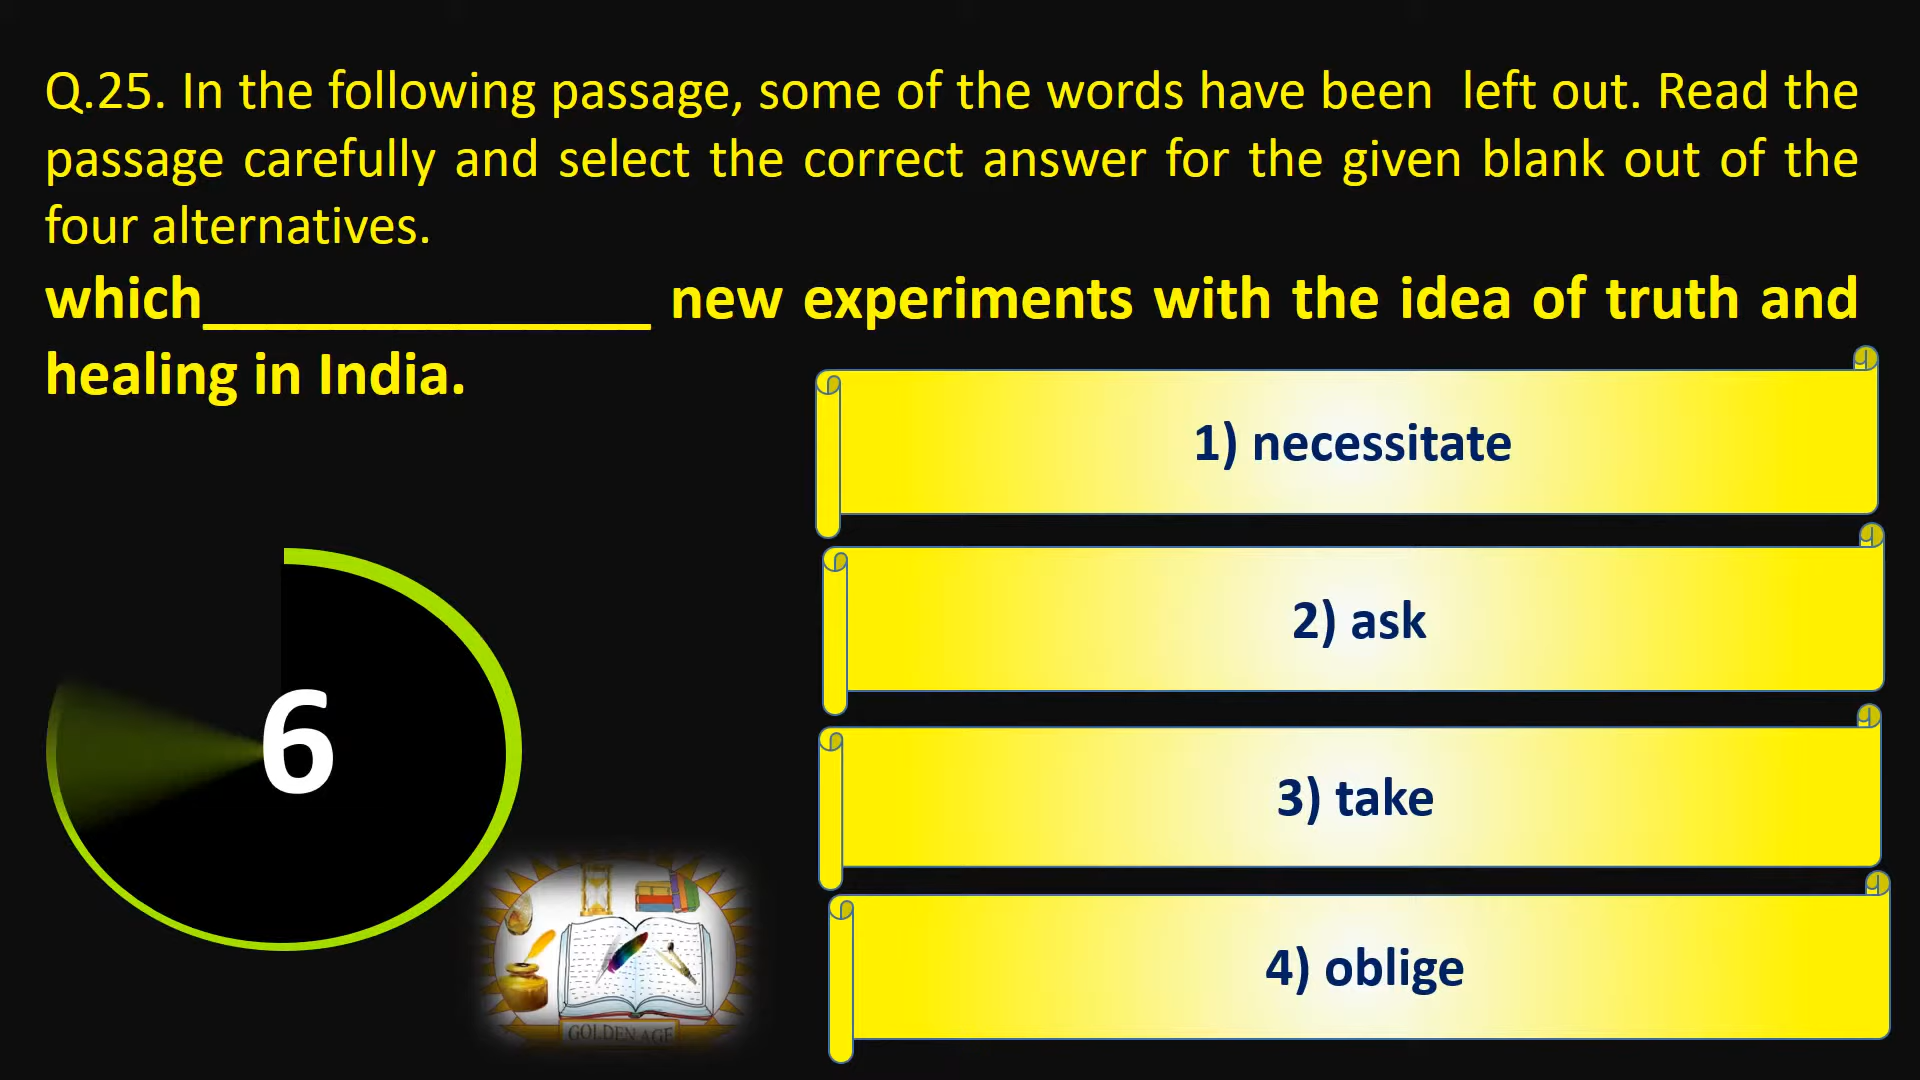 Q.25. In the following passage, some of the words have been left out. Read the
passage carefully and select the correct answer for the given blank out of the
four alternatives.
which______________ new experiments with the idea of truth and
healing in India.
1) necessitate
2) ask
3) take
4) oblige
6
GOLDEN AGE